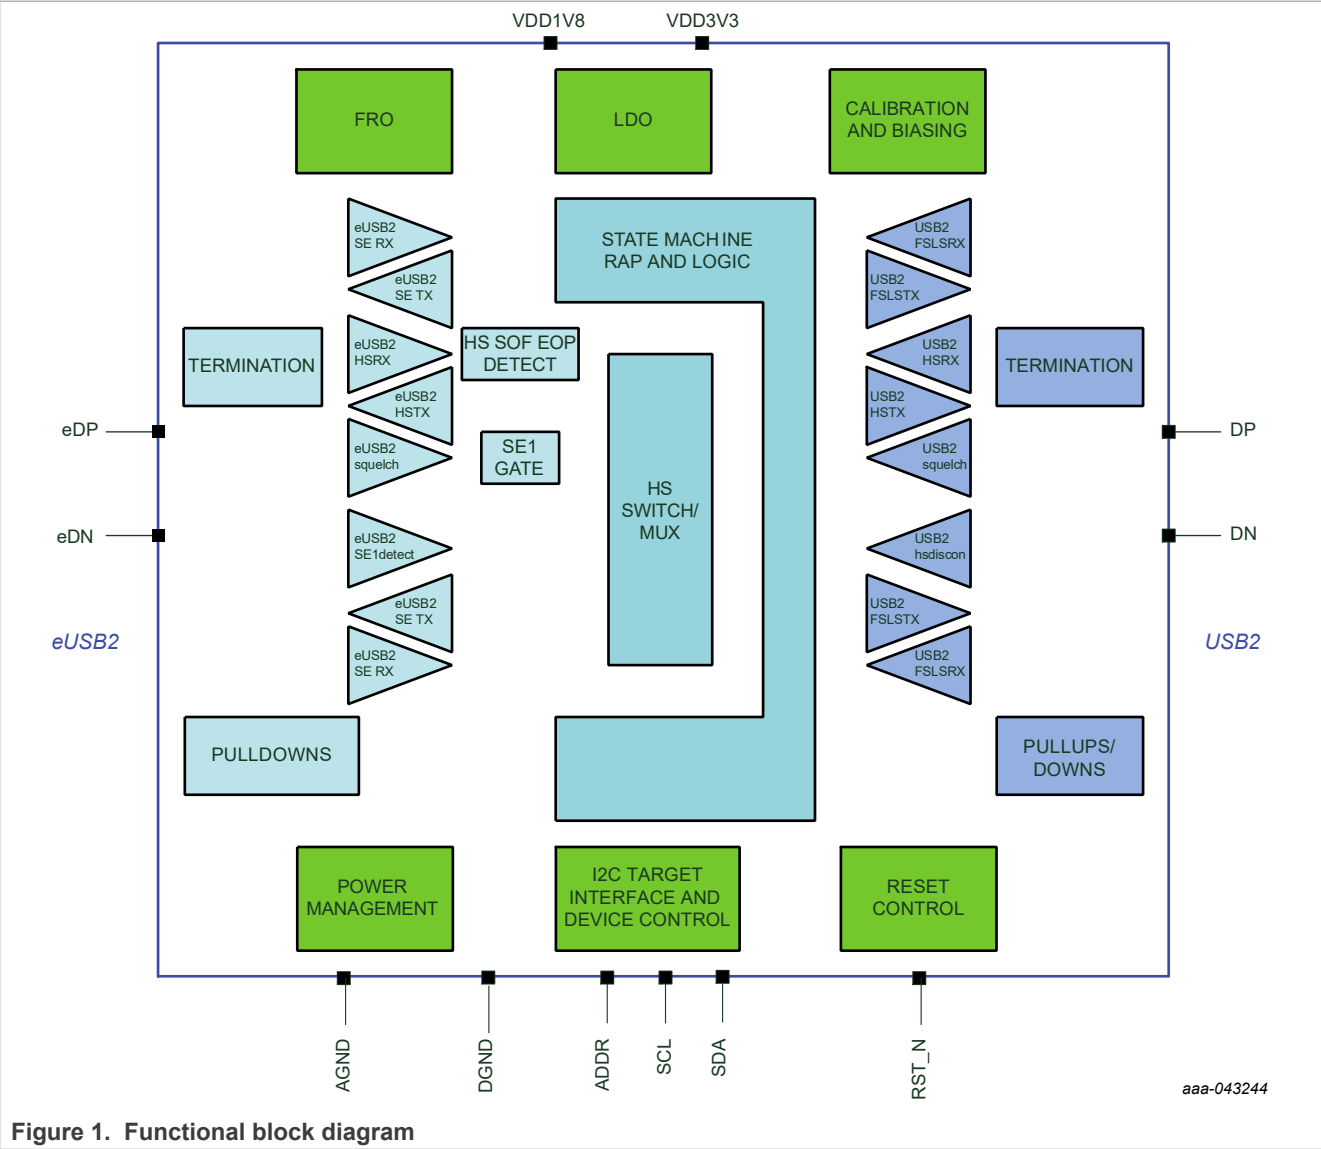 VDD1V8
VDD3V3
FRO
LDO
CALIBRATION
AND BIASING
eUSB2
SE RX
eUSB2
SE TX
eUSB2
HSRX
eUSB2
HSTX
eUSB2
squelch
eUSB2
SE1detect
eUSB2
SE TX
eUSB2
SE RX
TERMINATION
HS SOF EOP
DETECT
SE1
GATE
STATE MACHINE
RAP AND LOGIC
HS
SWITCH/
MUX
USB2
FSLSRX
USB2
FSLSTX
USB2
HSRX
USB2
HSTX
USB2
squelch
USB2
hsdiscon
USB2
FSLSTX
USB2
FSLSRX
TERMINATION
eDP
eDN
eUSB2
DP
DN
USB2
PULLDOWNS
PULLUPS/
DOWNS
POWER
MANAGEMENT
I2C TARGET
INTERFACE AND
DEVICE CONTROL
RESET
CONTROL
AGND
DGND
ADDR
SCL
SDA
RST_N
aaa-043244
Figure 1. Functional block diagram